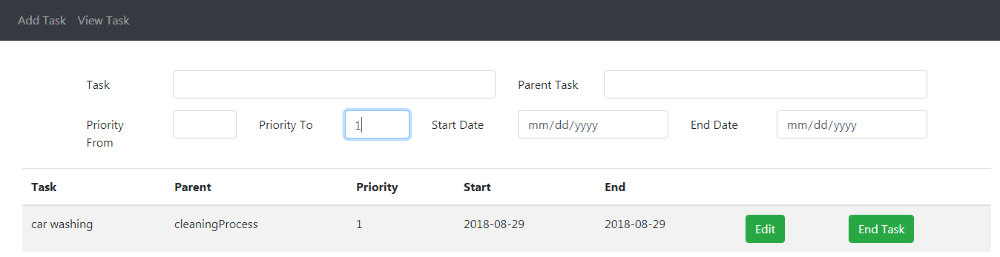 Add Task View Task
Task Parent Task
Priority From Priority To 1 Start Date mm/dd/yyyy End Date mm/dd/yyyy
Task Parent Priority Start End
car washing cleaningProcess 1 2018-08-29 2018-08-29 Edit End Task